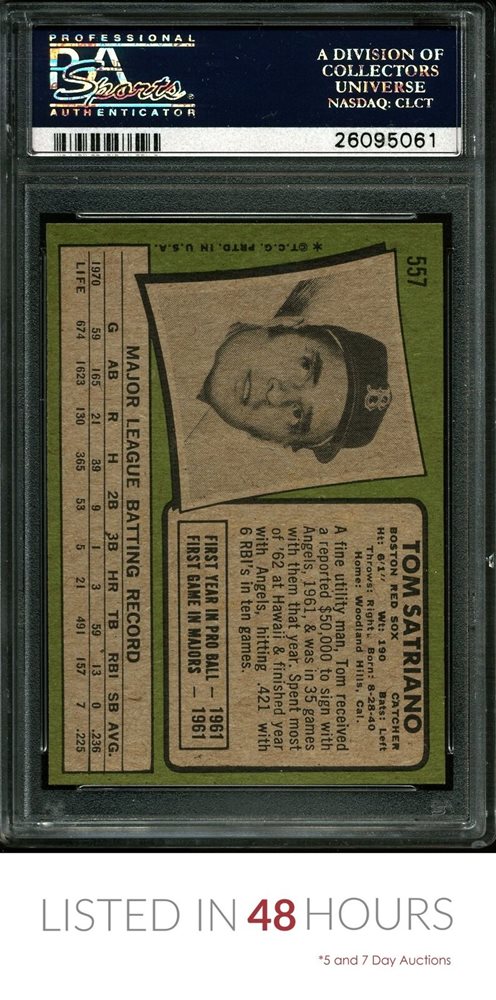 PROFESSIONAL
PSA
Sports
AUTHENTICATOR
A DIVISION OF
COLLECTORS
UNIVERSE
NASDAQ: CLCT
26095061
557
*©T.C.G. PRTD. IN U.S.A.
TOM SATRIANO
BOSTON RED SOX CATCHER
Ht: 6'1" Wt: 190 Bats: Left
Throws: Right Born: 8-28-40
Home: Woodland Hills, Cal.
A fine utility man, Tom received
a reported $50,000 to sign with
Angels, 1961, & was in 35 games
with them that year. Spent most
of '62 at Hawaii & finished year
with Angels, hitting .421 with
6 RBI's in ten games.
FIRST YEAR IN PRO BALL — 1961
FIRST GAME IN MAJORS — 1961
MAJOR LEAGUE BATTING RECORD
G AB R H 2B 3B HR TB RBI SB AVG.
1970 59 165 21 39 9 1 3 59 13 0 .236
LIFE 674 1623 130 365 53 5 21 491 157 7 .225
LISTED IN 48 HOURS
*5 and 7 Day Auctions